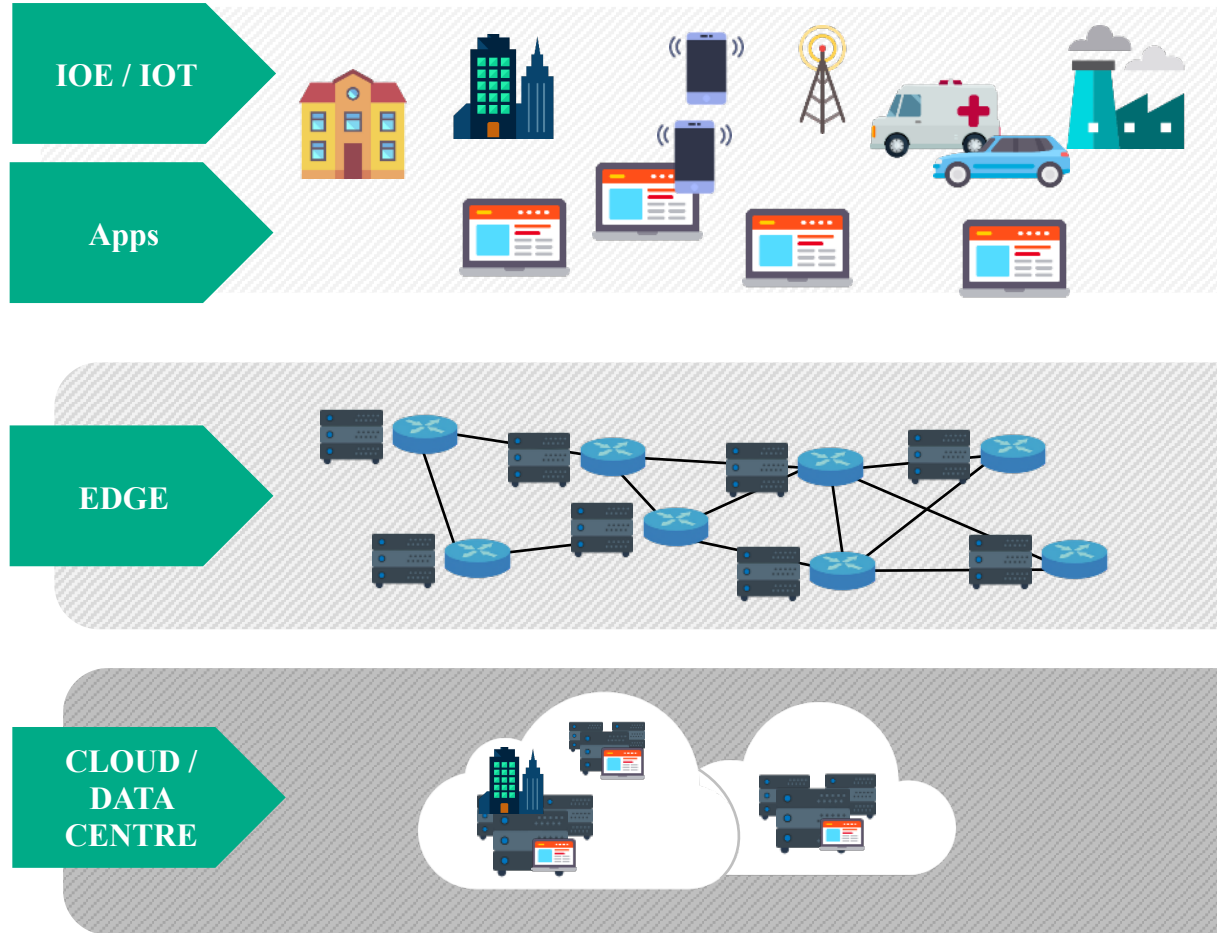 IOE / IOT
Apps
EDGE
CLOUD /
DATA
CENTRE